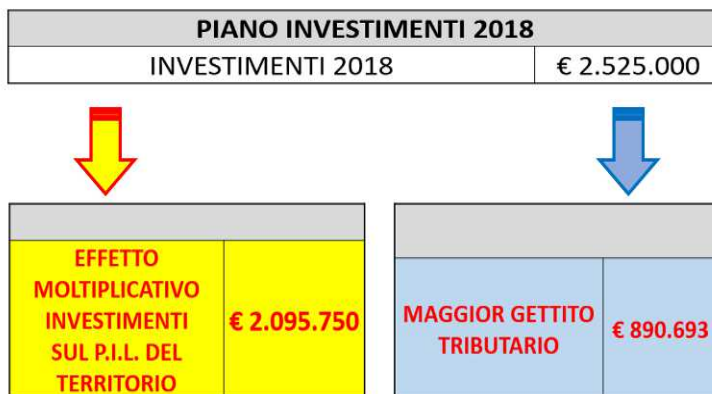 PIANO INVESTIMENTI 2018
INVESTIMENTI 2018 € 2.525.000
EFFETTO
MOLTIPLICATIVO
INVESTIMENTI
SUL P.I.L. DEL
TERRITORIO
€ 2.095.750
MAGGIOR GETTITO
TRIBUTARIO
€ 890.693